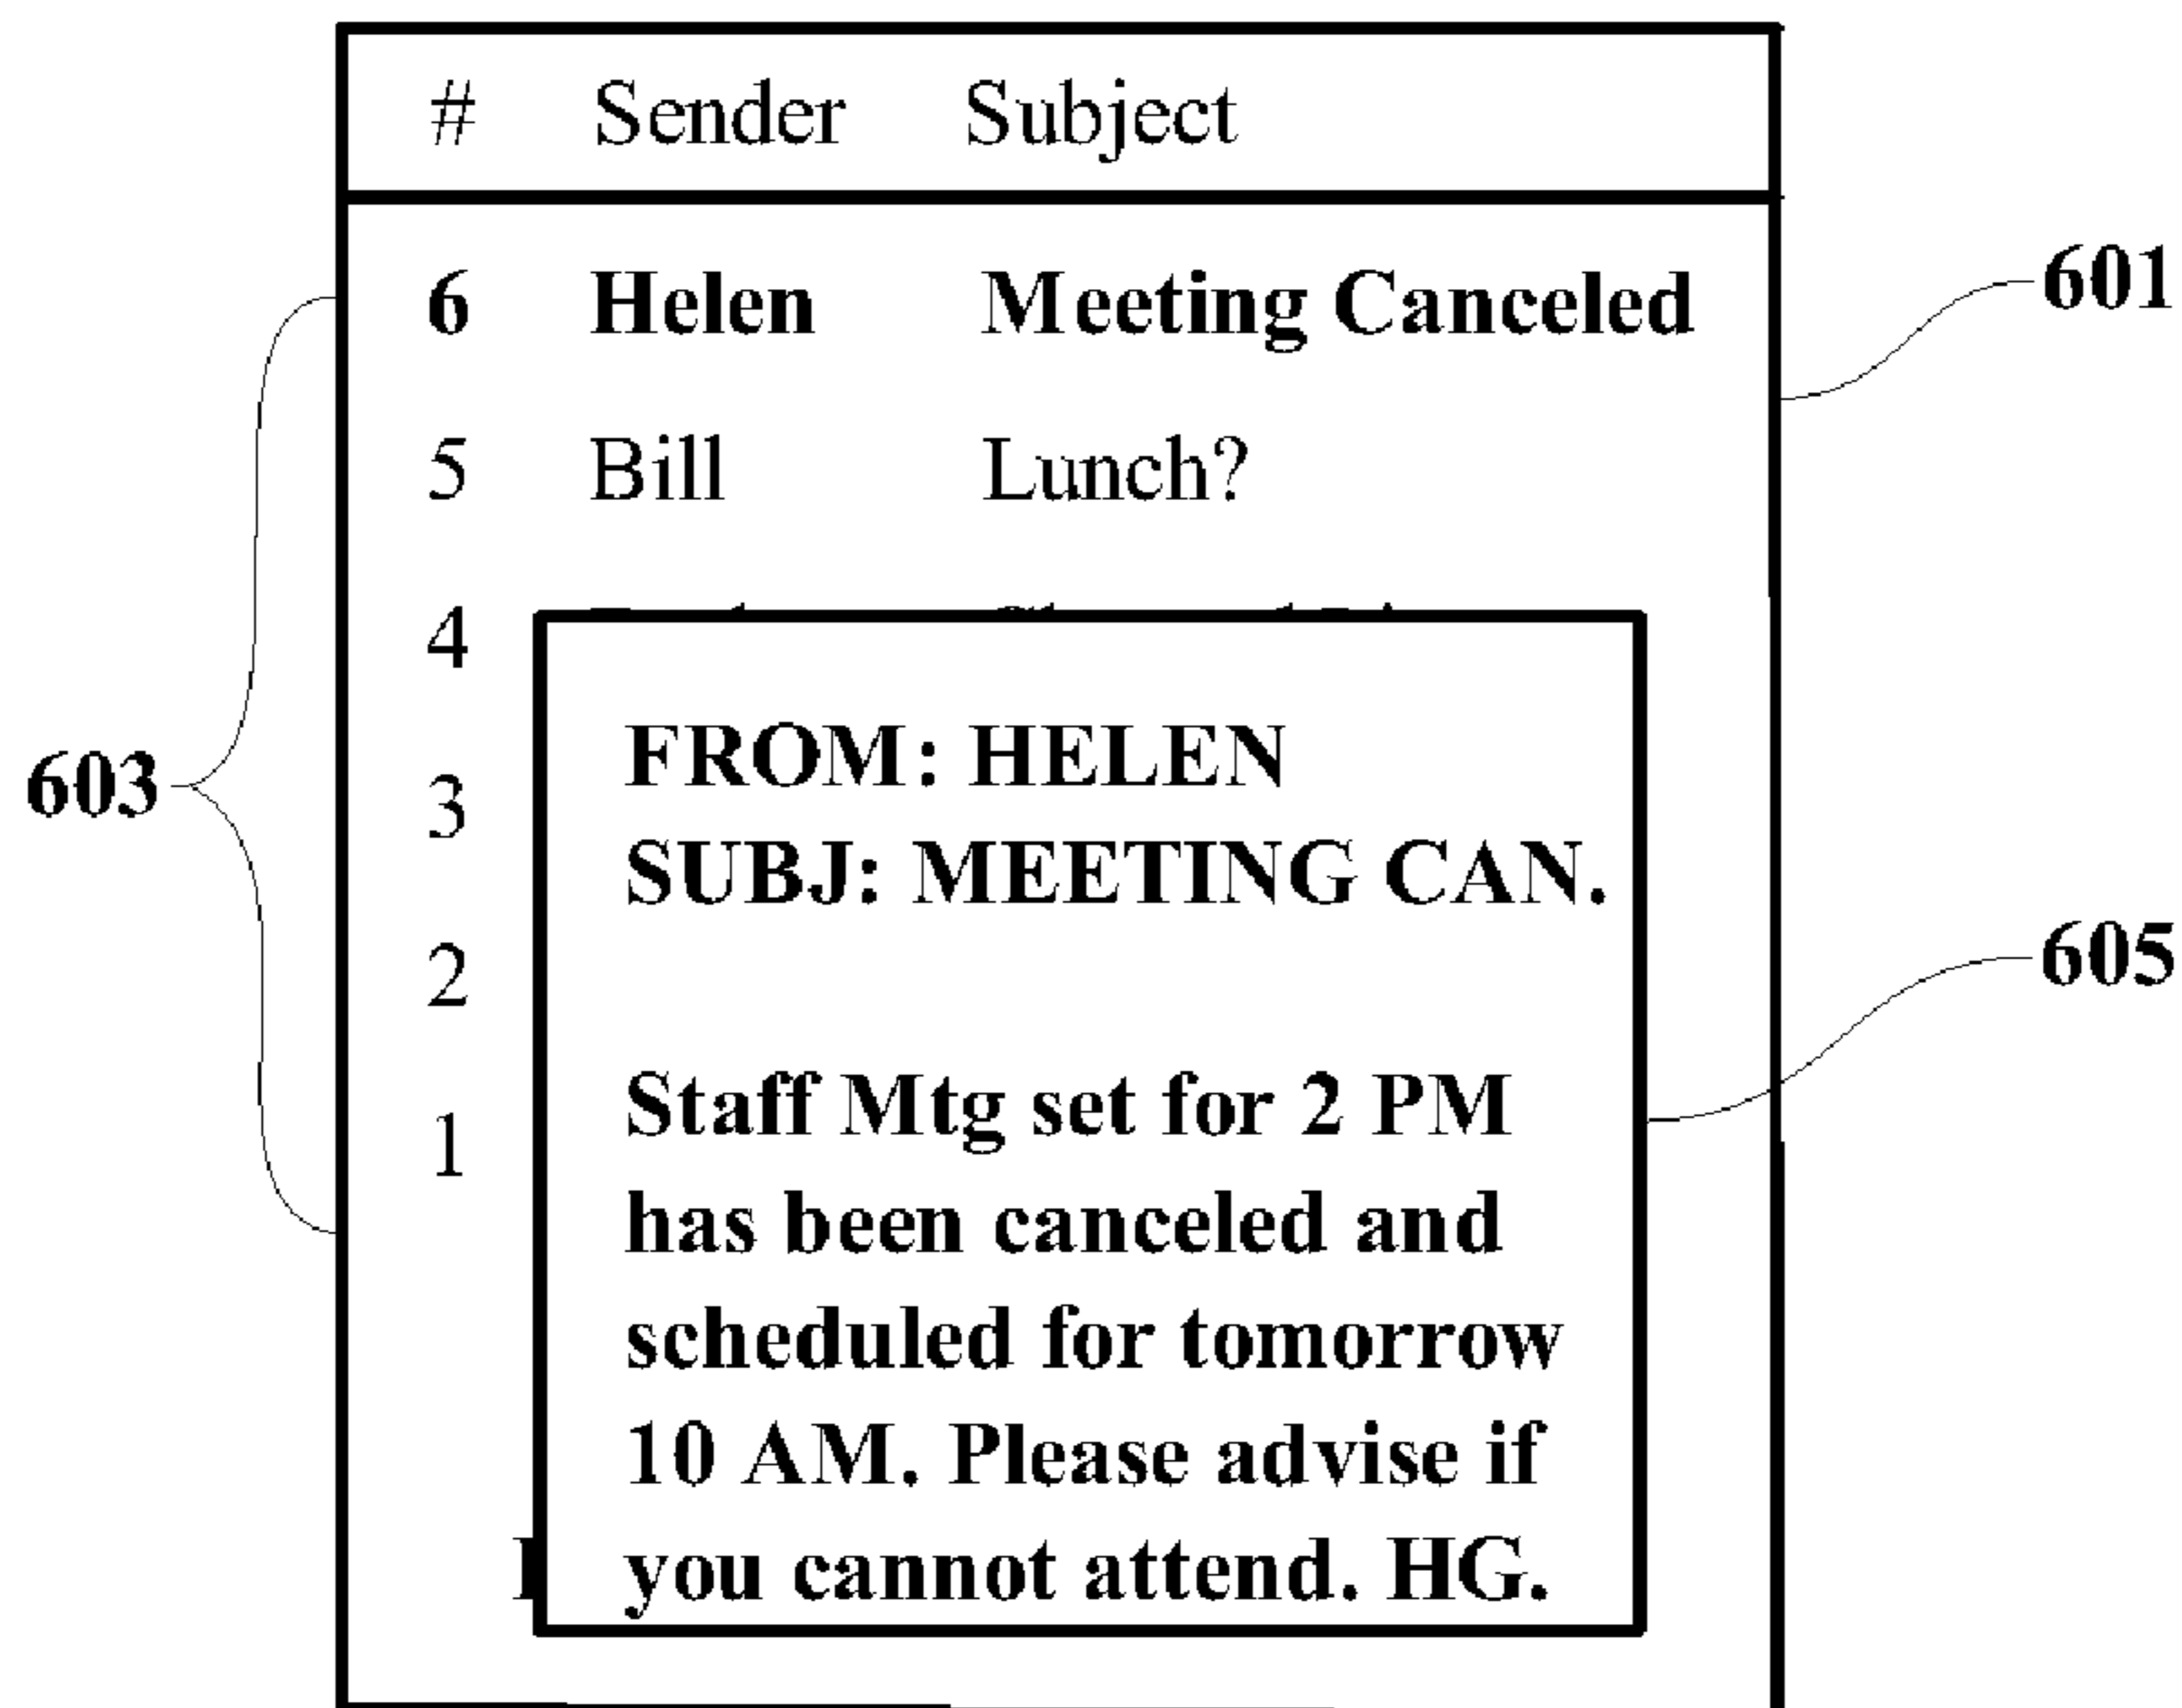 # Sender Subject
6 Helen Meeting Canceled
601
5 Bill Lunch?
4
FROM: HELEN
603
3
SUBJ: MEETING CAN.
2
605
Staff Mtg set for 2 PM
1
has been canceled and
scheduled for tomorrow
10 AM. Please advise if
you cannot attend. HG.